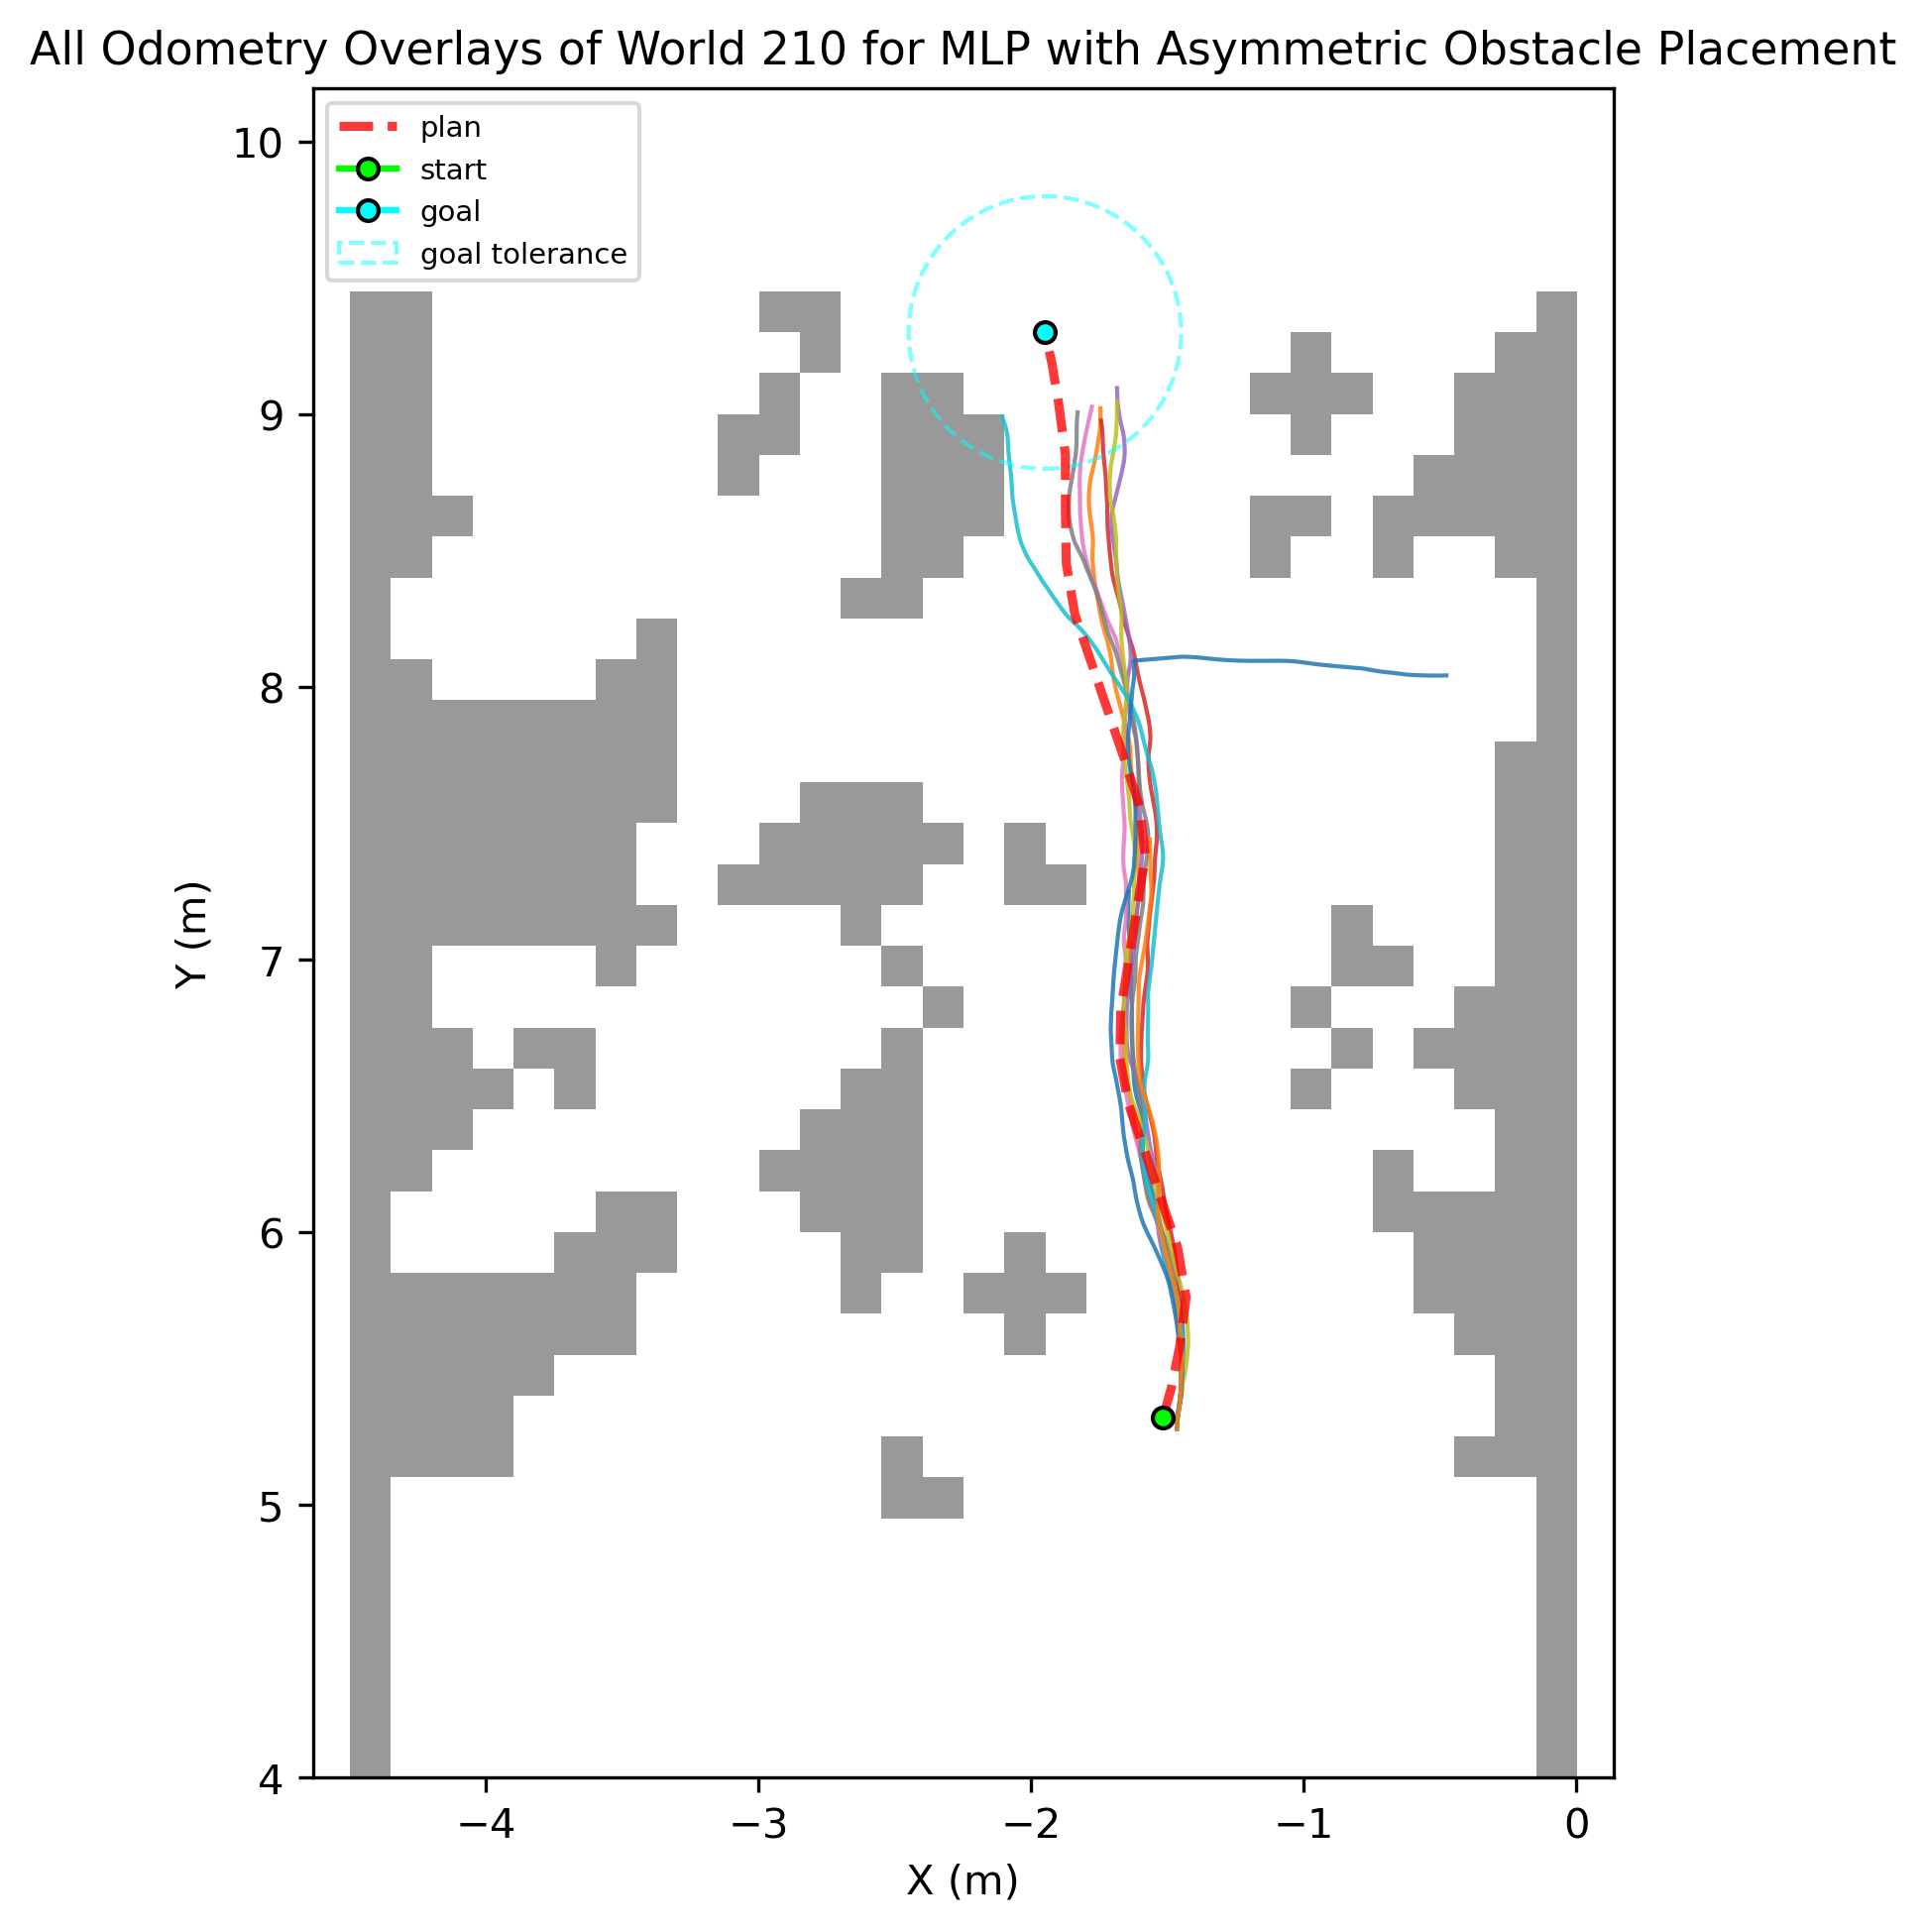 All Odometry Overlays of World 210 for MLP with Asymmetric Obstacle Placement
plan
start
goal
goal tolerance
10
9
8
7
6
5
4
Y (m)
−4 −3 −2 −1 0
X (m)